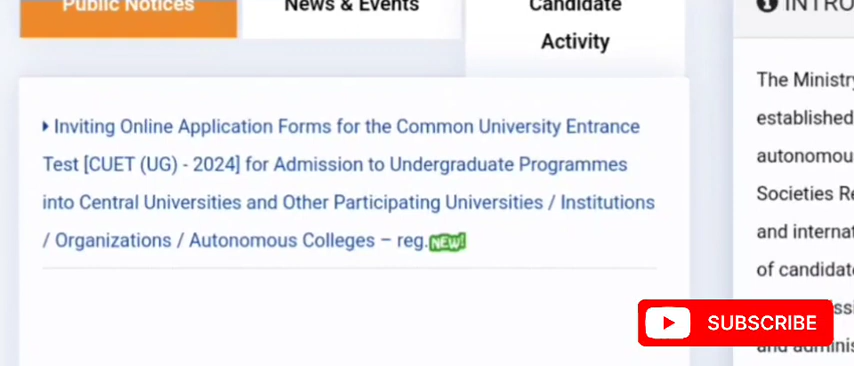 Public Notices
News & Events
Candidate
Activity
Inviting Online Application Forms for the Common University Entrance
Test [CUET (UG) - 2024] for Admission to Undergraduate Programmes
into Central Universities and Other Participating Universities / Institutions
/ Organizations / Autonomous Colleges – reg. NEW!
The Ministry
established
autonomou
Societies Re
and internat
of candidate
SUBSCRIBE